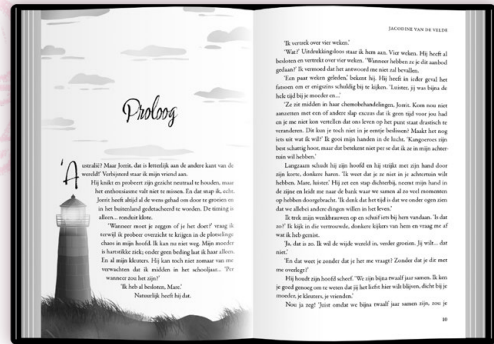 Proloog
'Australië? Maar Jorrit, dat is letterlijk aan de andere kant van de
wereld!' Verbijsterd staar ik mijn vriend aan.
Hij knikt en probeert zijn gezicht neutraal te houden, maar
het enthousiasme valt niet te missen. En dat snap ik, echt.
Jorrit heeft altijd al de wens gehad om door te groeien en
in het buitenland gedetacheerd te worden. De timing is
alleen... ronduit klote.
'Wanneer moet je zeggen of je het doet?' vraag ik
terwijl ik probeer overzicht te krijgen in de plotselinge
chaos in mijn hoofd. Ik kan nu niet weg. Mijn moeder
is hartstikke ziek; onder geen beding laat ik haar alleen.
En al mijn kleuters. Hij kan toch niet zomaar van me
verwachten dat ik midden in het schooljaar... 'Per
wanneer zou het zijn?'
'Ik heb al besloten, Mare.'
Natuurlijk heeft hij dat.
JACODINE VAN DE VELDE
'Ik vertrek over vier weken.'
'Wat?' Ondenkbaar staar ik hem aan. Vier weken. Hij heeft al
besloten en vertrekt over vier weken. 'Wanneer hebben ze je dit aanbod
gedaan?' Ik vermoed dat het antwoord me niet zal bevallen.
'Een paar weken geleden,' bekent hij. Hij heeft in ieder geval het
fatsoen om er enigszins schuldig bij te kijken. 'Luister, jij was bijna de
hele tijd bij je moeder en...'
'Ze zit midden in haar chemobehandelingen, Jorrit. Kom nou niet
aanzetten met een of andere slap excuus dat ik geen tijd voor jou had
en je me niet kon vertellen dat ons leven op het punt staat drastisch te
veranderen. Dit kun je toch niet in je eentje beslissen? Maakt het nog
iets uit wat ik wil?' Ik gooi mijn handen in de lucht. 'Kangoeroes zijn
best schattig hoor, maar dat betekent niet per se dat ik ze in mijn achter-
tuin wil hebben.'
Langzaam schudt hij zijn hoofd en hij strijkt met zijn hand door
zijn korte, donkere haren. 'Ik weet dat je ze niet in je achtertuin wilt
hebben. Mare, luister.' Hij zet een stap dichterbij, neemt mijn hand in
de zijne en leidt me naar de bank waar we samen al zo veel momenten
op hebben doorgebracht. 'Ik denk dat het tijd is dat we onder ogen zien
dat we allebei andere dingen willen in het leven.'
Ik trek mijn wenkbrauwen op en schuif iets bij hem vandaan. 'Is dat
zo?' Ik kijk in die vertrouwde, donkere kijkers van hem en vraag me af
wat ik heb gemist.
'Ja, dat is zo. Ik wil de wijde wereld in, verder groeien. Jij wilt... dat
niet.'
'En dat weet je zonder dat je het me vraagt? Zonder dat je dit met
me overlegt?'
Hij houdt zijn hoofd scheef. 'We zijn bijna twaalf jaar samen. Ik ken
je goed genoeg om te weten dat jij het liefst hier wilt blijven, dicht bij je
moeder, je kleuters, je vrienden.'
Nou ja zeg! 'Juist omdat we bijna twaalf jaar samen zijn, zou je
10